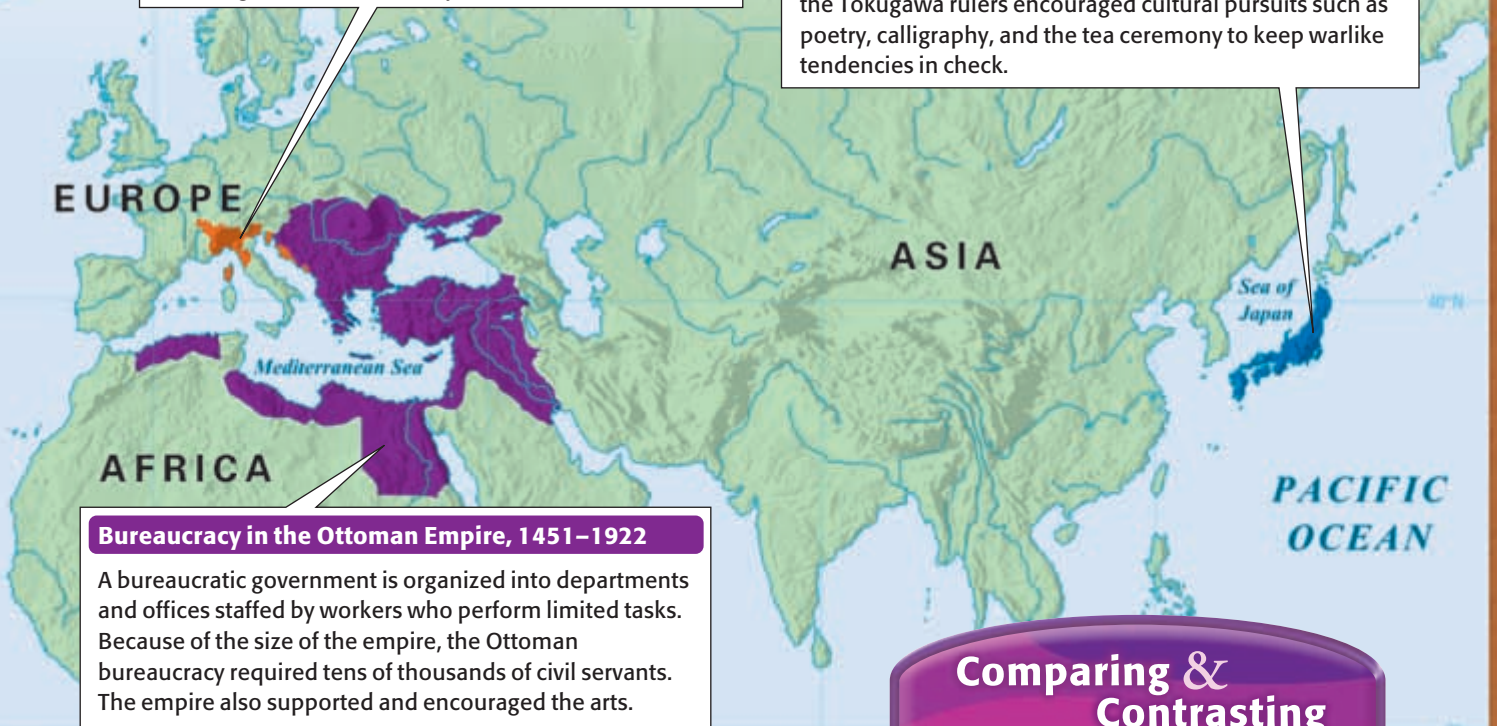 the Tokugawa rulers encouraged cultural pursuits such as
poetry, calligraphy, and the tea ceremony to keep warlike
tendencies in check.
EUROPE
ASIA
Sea of
Japan
40°N
Mediterranean Sea
AFRICA
PACIFIC
OCEAN
Bureaucracy in the Ottoman Empire, 1451–1922
A bureaucratic government is organized into departments
and offices staffed by workers who perform limited tasks.
Because of the size of the empire, the Ottoman
bureaucracy required tens of thousands of civil servants.
The empire also supported and encouraged the arts.
Comparing &
Contrasting